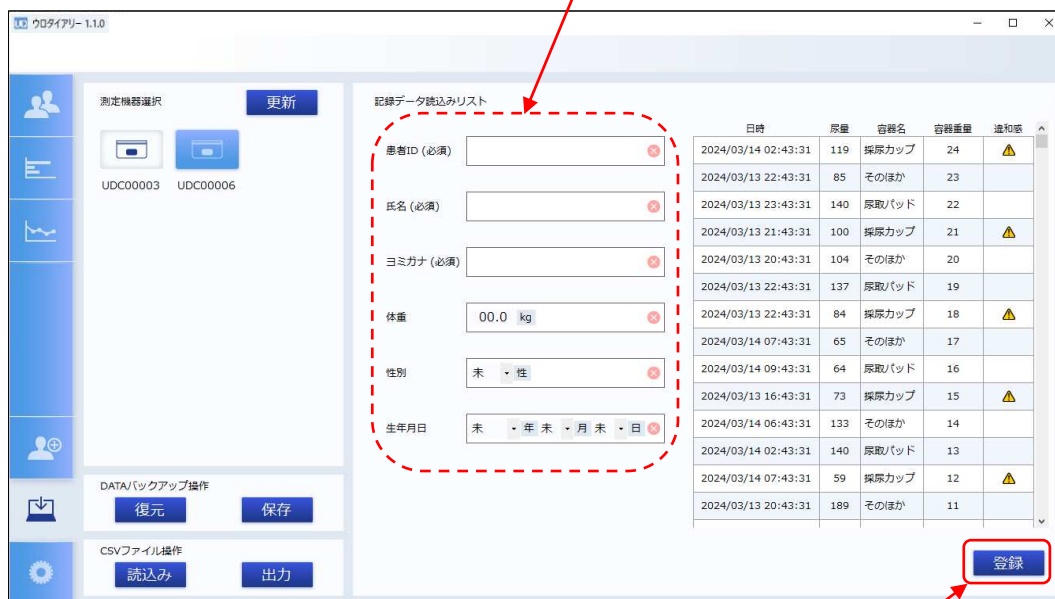 ウロダイアリー 1.1.0
測定機器選択
更新
UDC00003
UDC00006
DATAバックアップ操作
復元
保存
CSVファイル操作
読込み
出力
記録データ読込みリスト
患者ID (必須)
氏名 (必須)
ヨミガナ (必須)
体重 00.0 kg
性別 未 性
生年月日 未 年 未 月 未 日
日時 尿量 容器名 容器重量 違和感
2024/03/14 02:43:31 119 採尿カップ 24
2024/03/13 22:43:31 85 そのほか 23
2024/03/13 23:43:31 140 尿取パッド 22
2024/03/13 21:43:31 100 採尿カップ 21
2024/03/13 20:43:31 104 そのほか 20
2024/03/13 22:43:31 137 尿取パッド 19
2024/03/13 22:43:31 84 採尿カップ 18
2024/03/14 07:43:31 65 そのほか 17
2024/03/14 09:43:31 64 尿取パッド 16
2024/03/13 16:43:31 73 採尿カップ 15
2024/03/14 06:43:31 133 そのほか 14
2024/03/14 02:43:31 140 尿取パッド 13
2024/03/14 07:43:31 59 採尿カップ 12
2024/03/13 20:43:31 189 そのほか 11
登録